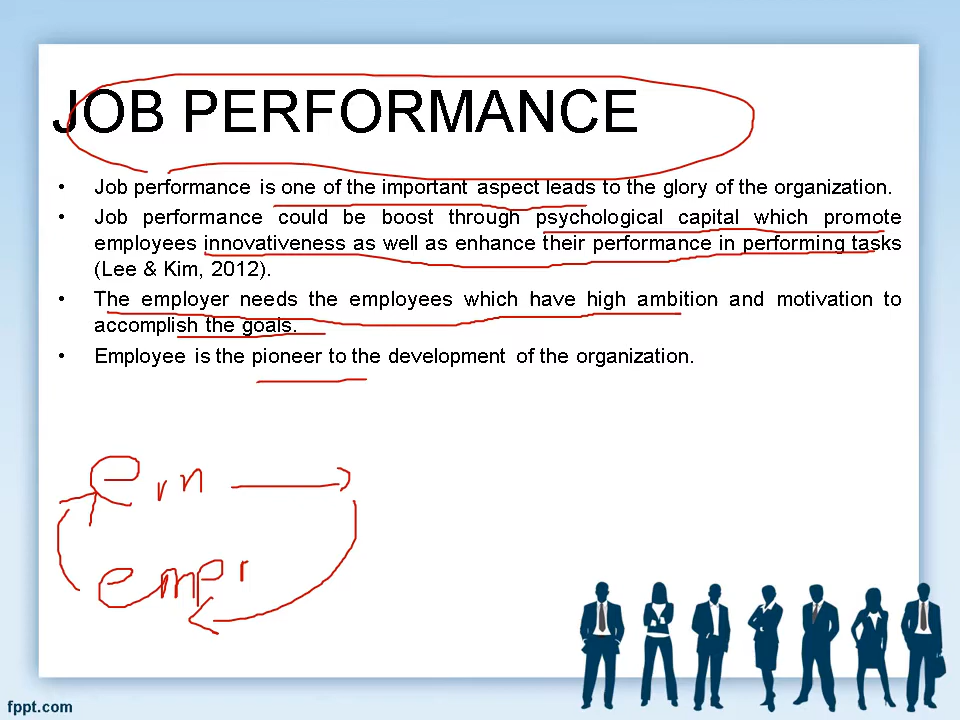 JOB PERFORMANCE
• Job performance is one of the important aspect leads to the glory of the organization.
• Job performance could be boost through psychological capital which promote
employees innovativeness as well as enhance their performance in performing tasks
(Lee & Kim, 2012).
• The employer needs the employees which have high ambition and motivation to
accomplish the goals.
• Employee is the pioneer to the development of the organization.
fppt.com